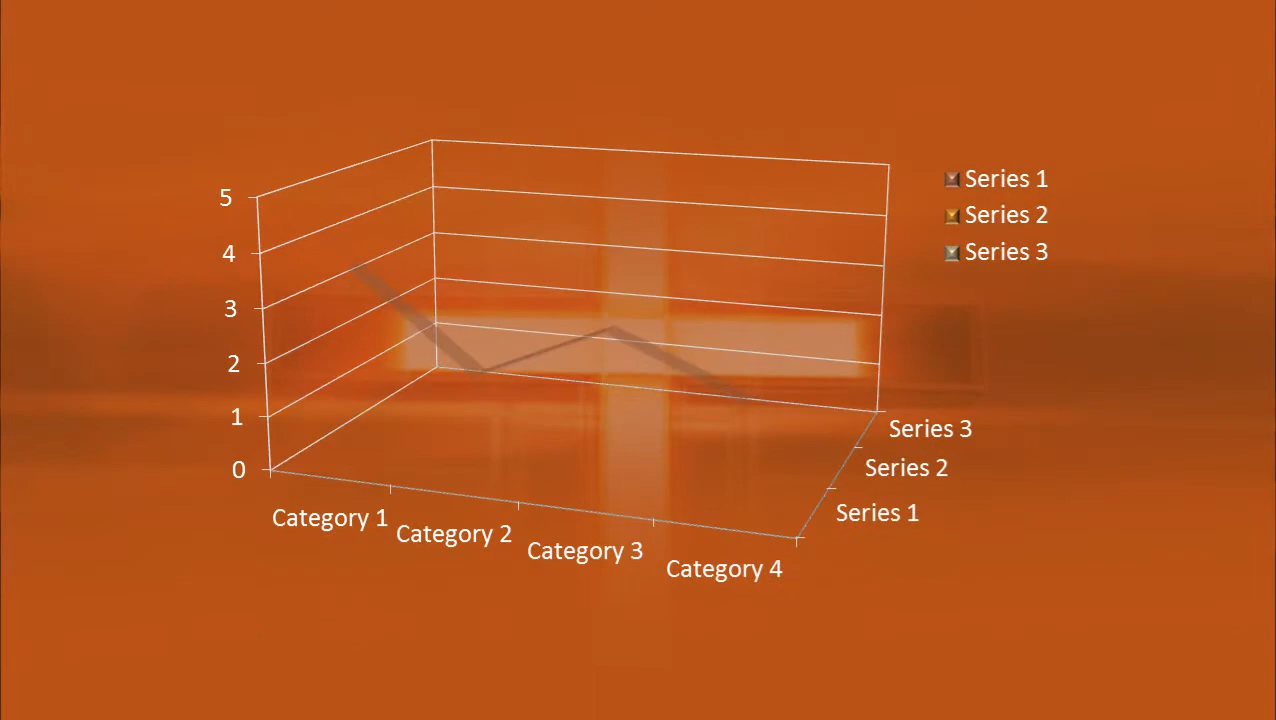 5
4
3
2
1
0
Category 1
Category 2
Category 3
Category 4
Series 1
Series 2
Series 3
Series 1
Series 2
Series 3